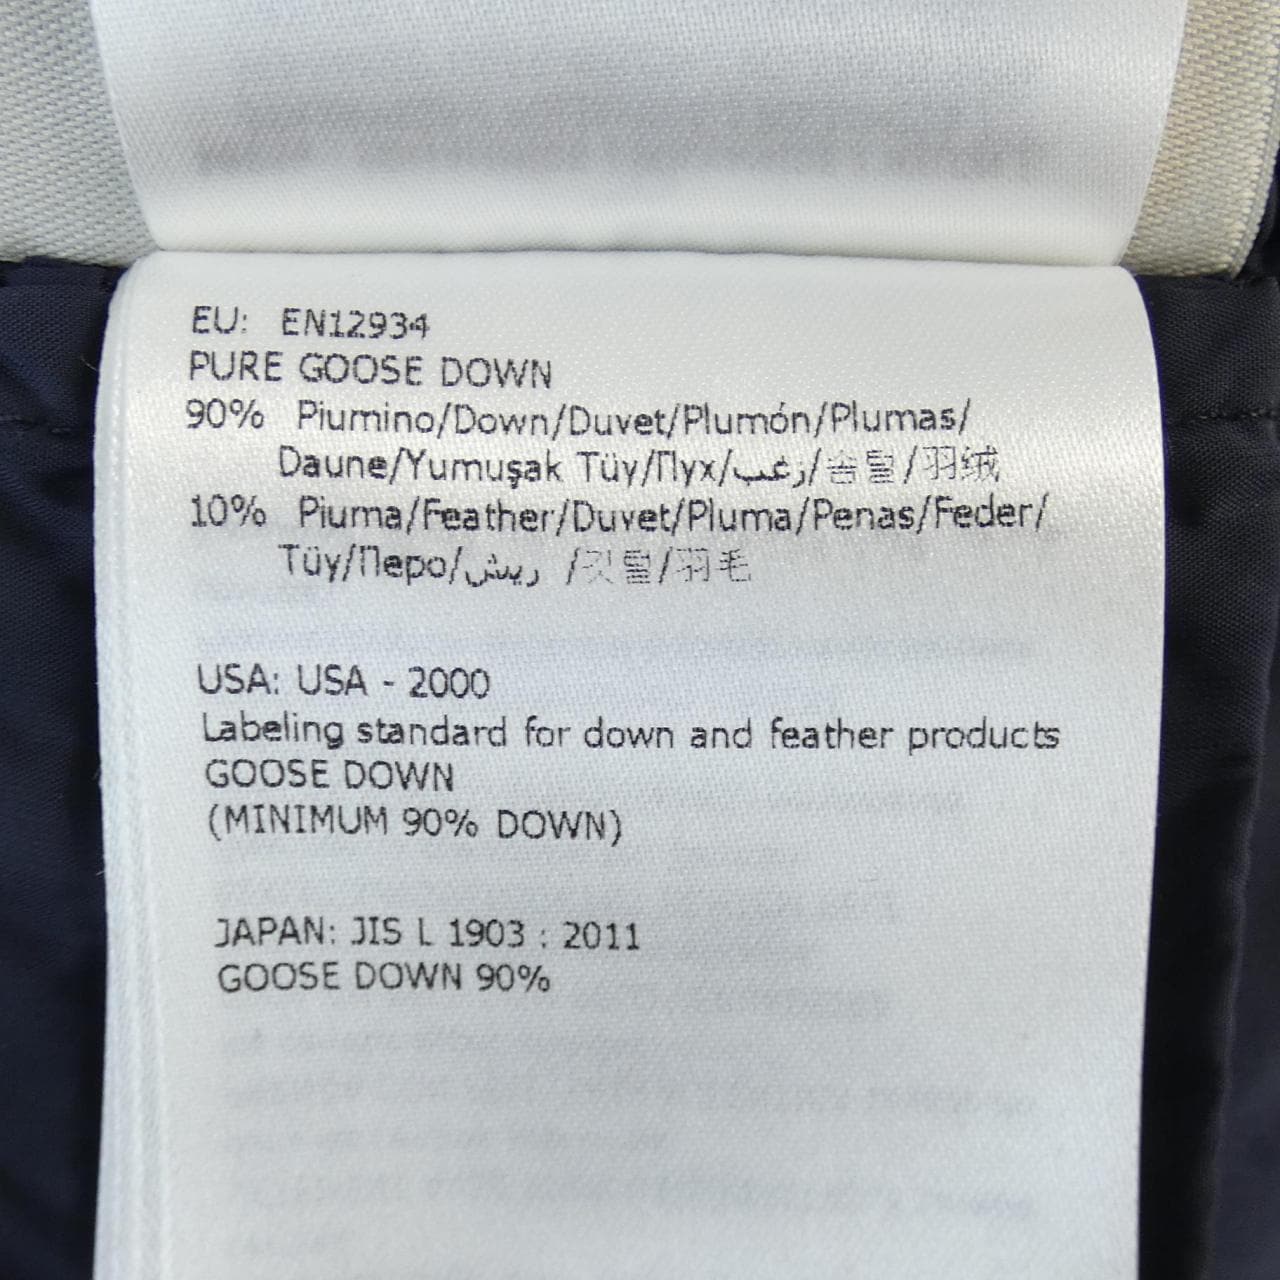 EU: EN12934
PURE GOOSE DOWN
90% Piumino/Down/Duvet/Plumón/Plumas/
Daune/Yumuşak Tüy/Пух/زغب/솜털/羽绒
10% Piuma/Feather/Duvet/Pluma/Penas/Feder/
Tüy/Перо/ريش /깃털/羽毛
USA: USA - 2000
Labeling standard for down and feather products
GOOSE DOWN
(MINIMUM 90% DOWN)
JAPAN: JIS L 1903 : 2011
GOOSE DOWN 90%